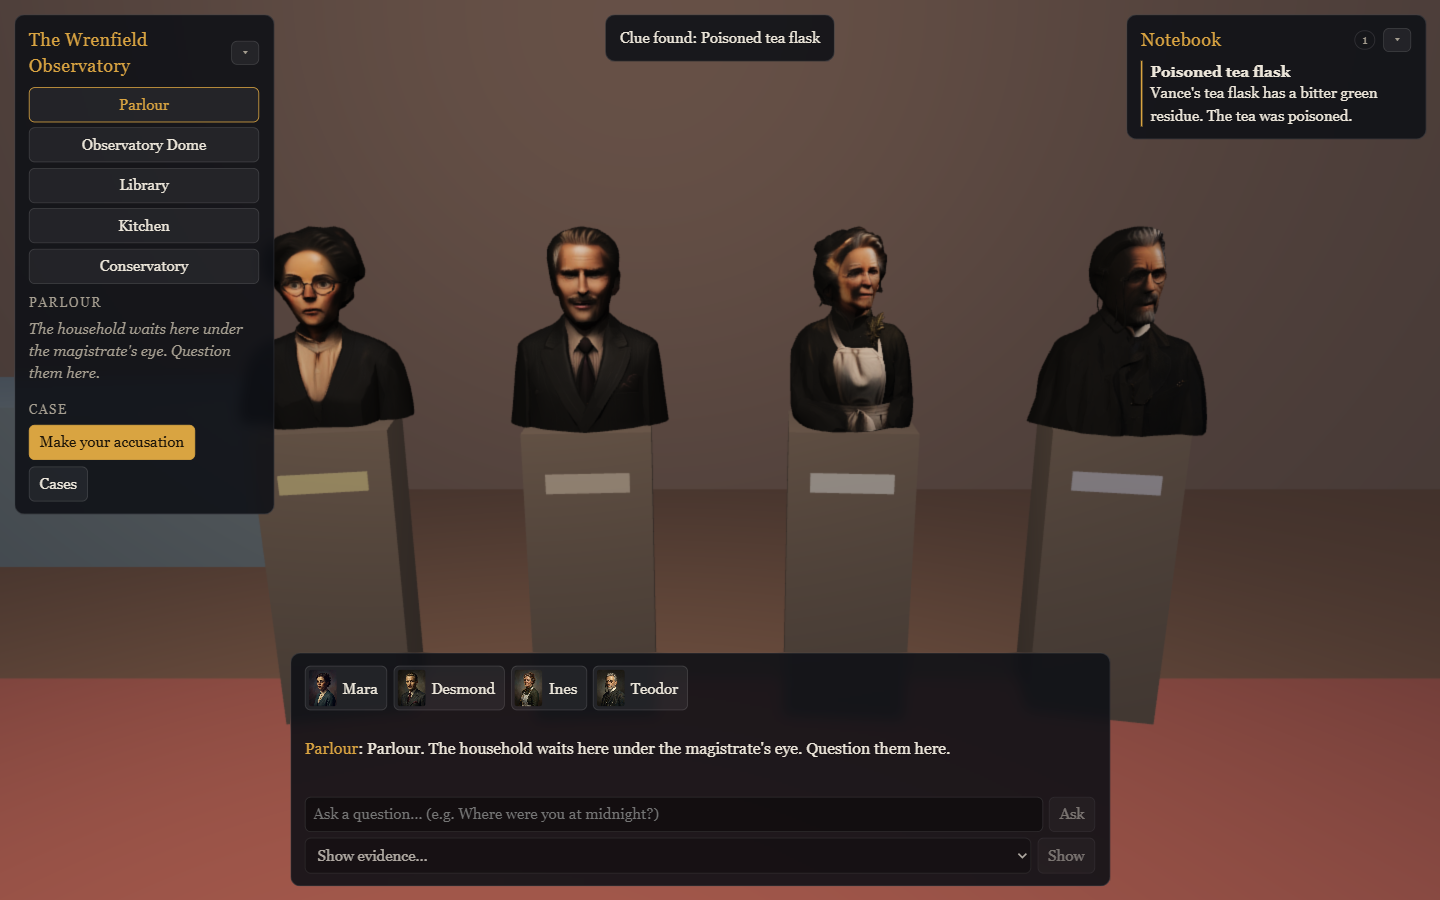 The Wrenfield
Observatory
Parlour
Observatory Dome
Library
Kitchen
Conservatory
PARLOUR
The household waits here under
the magistrate's eye. Question
them here.
CASE
Make your accusation
Cases
Clue found: Poisoned tea flask
Notebook
1
Poisoned tea flask
Vance's tea flask has a bitter green
residue. The tea was poisoned.
Mara
Desmond
Ines
Teodor
Parlour: Parlour. The household waits here under the magistrate's eye. Question them here.
Ask a question... (e.g. Where were you at midnight?)
Ask
Show evidence...
Show